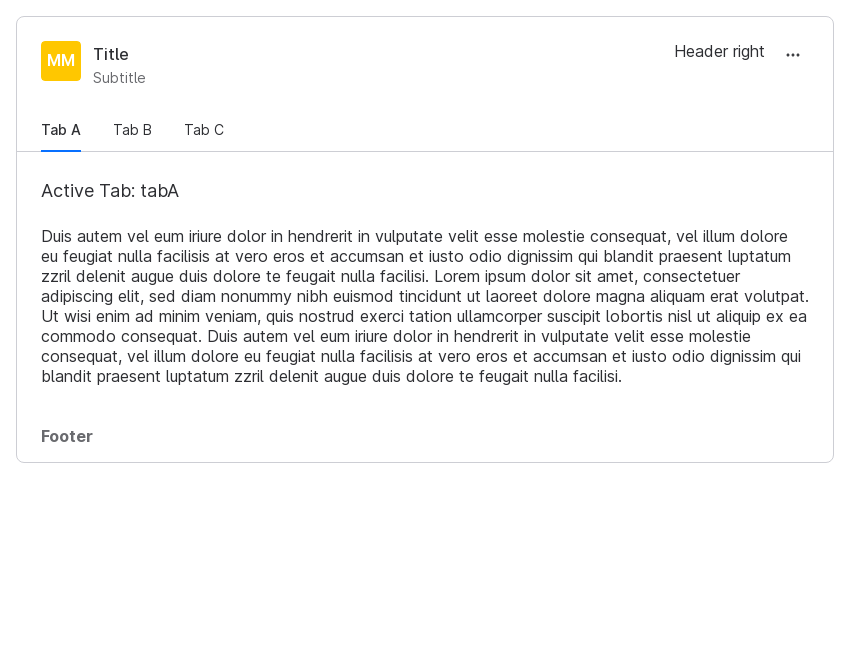 MM
Title
Subtitle
Header right
Tab A
Tab B
Tab C
Active Tab: tabA
Duis autem vel eum iriure dolor in hendrerit in vulputate velit esse molestie consequat, vel illum dolore
eu feugiat nulla facilisis at vero eros et accumsan et iusto odio dignissim qui blandit praesent luptatum
zzril delenit augue duis dolore te feugait nulla facilisi. Lorem ipsum dolor sit amet, consectetuer
adipiscing elit, sed diam nonummy nibh euismod tincidunt ut laoreet dolore magna aliquam erat volutpat.
Ut wisi enim ad minim veniam, quis nostrud exerci tation ullamcorper suscipit lobortis nisl ut aliquip ex ea
commodo consequat. Duis autem vel eum iriure dolor in hendrerit in vulputate velit esse molestie
consequat, vel illum dolore eu feugiat nulla facilisis at vero eros et accumsan et iusto odio dignissim qui
blandit praesent luptatum zzril delenit augue duis dolore te feugait nulla facilisi.
Footer